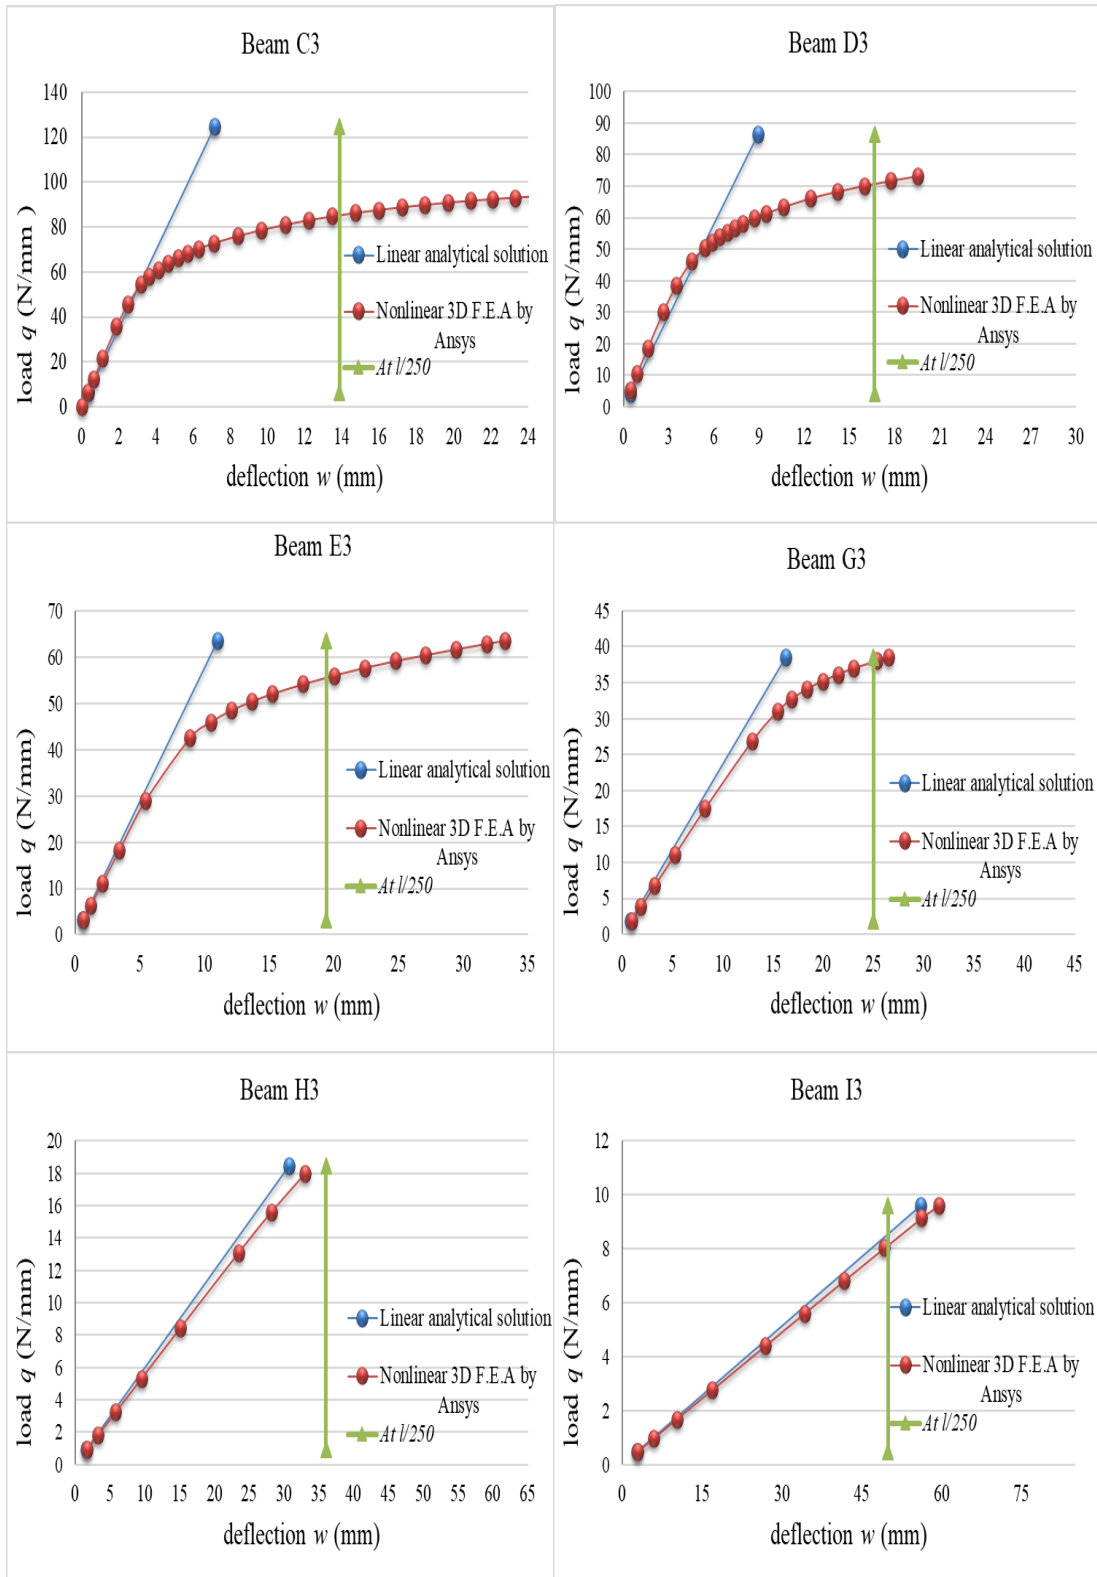 Beam C3
load q (N/mm )
140
120
100
80
60
40
20
0
0 2 4 6 8 10 12 14 16 18 20 22 24
deflection w (mm)
Linear analytical solution
Nonlinear 3D F.E.A by
Ansys
At l/250
Beam D3
load q (N/mm)
100
90
80
70
60
50
40
30
20
10
0
0 3 6 9 12 15 18 21 24 27 30
deflection w (mm)
Linear analytical solution
Nonlinear 3D F.E.A by
Ansys
At l/250
Beam E3
load q (N/mm)
70
60
50
40
30
20
10
0
0 5 10 15 20 25 30 35
deflection w (mm)
Linear analytical solution
Nonlinear 3D F.E.A by
Ansys
At l/250
Beam G3
load q (N/mm)
45
40
35
30
25
20
15
10
5
0
0 5 10 15 20 25 30 35 40 45
deflection w (mm)
Linear analytical solution
Nonlinear 3D F.E.A by
Ansys
At l/250
Beam H3
load q (N/mm)
20
18
16
14
12
10
8
6
4
2
0
0 5 10 15 20 25 30 35 40 45 50 55 60 65
deflection w (mm)
Linear analytical solution
Nonlinear 3D F.E.A by
Ansys
At l/250
Beam I3
load q (N/mm)
12
10
8
6
4
2
0
0 15 30 45 60 75
deflection w (mm)
Linear analytical solution
Nonlinear 3D F.E.A by
Ansys
At l/250